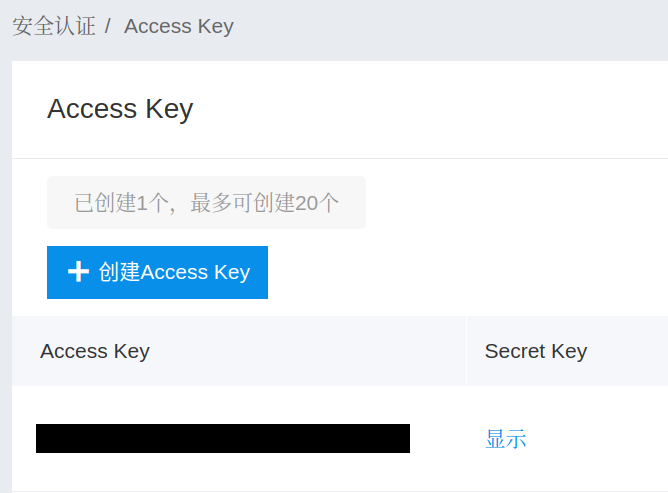 安全认证 / Access Key
Access Key
已创建1个，最多可创建20个
创建Access Key
Access Key Secret Key
显示